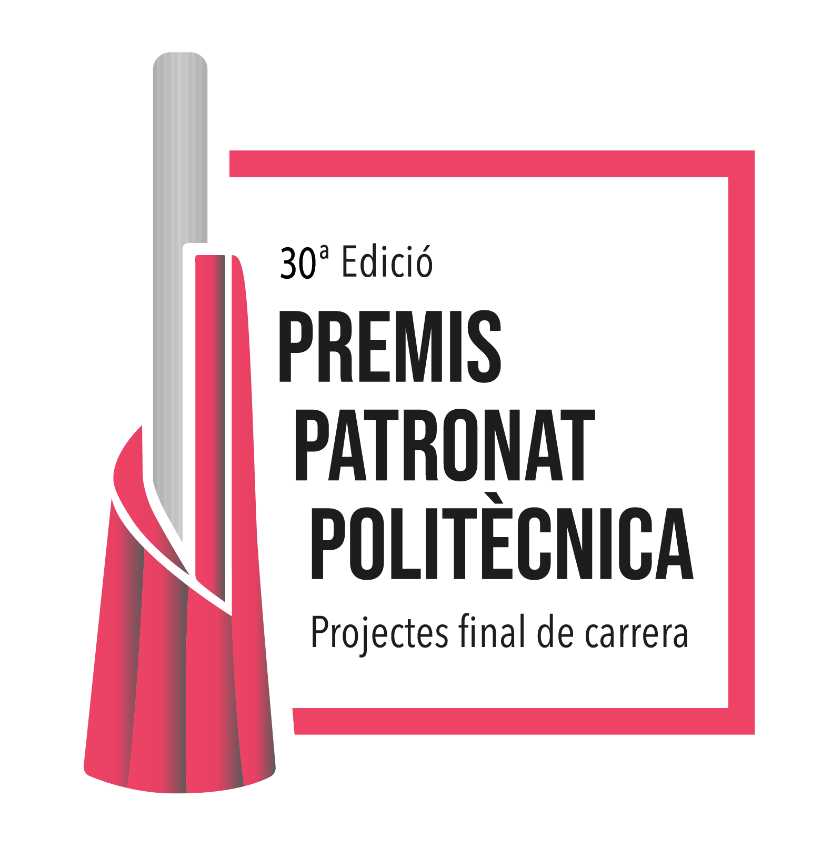 30ª Edició
PREMIS
PATRONAT
POLITÈCNICA
Projectes final de carrera